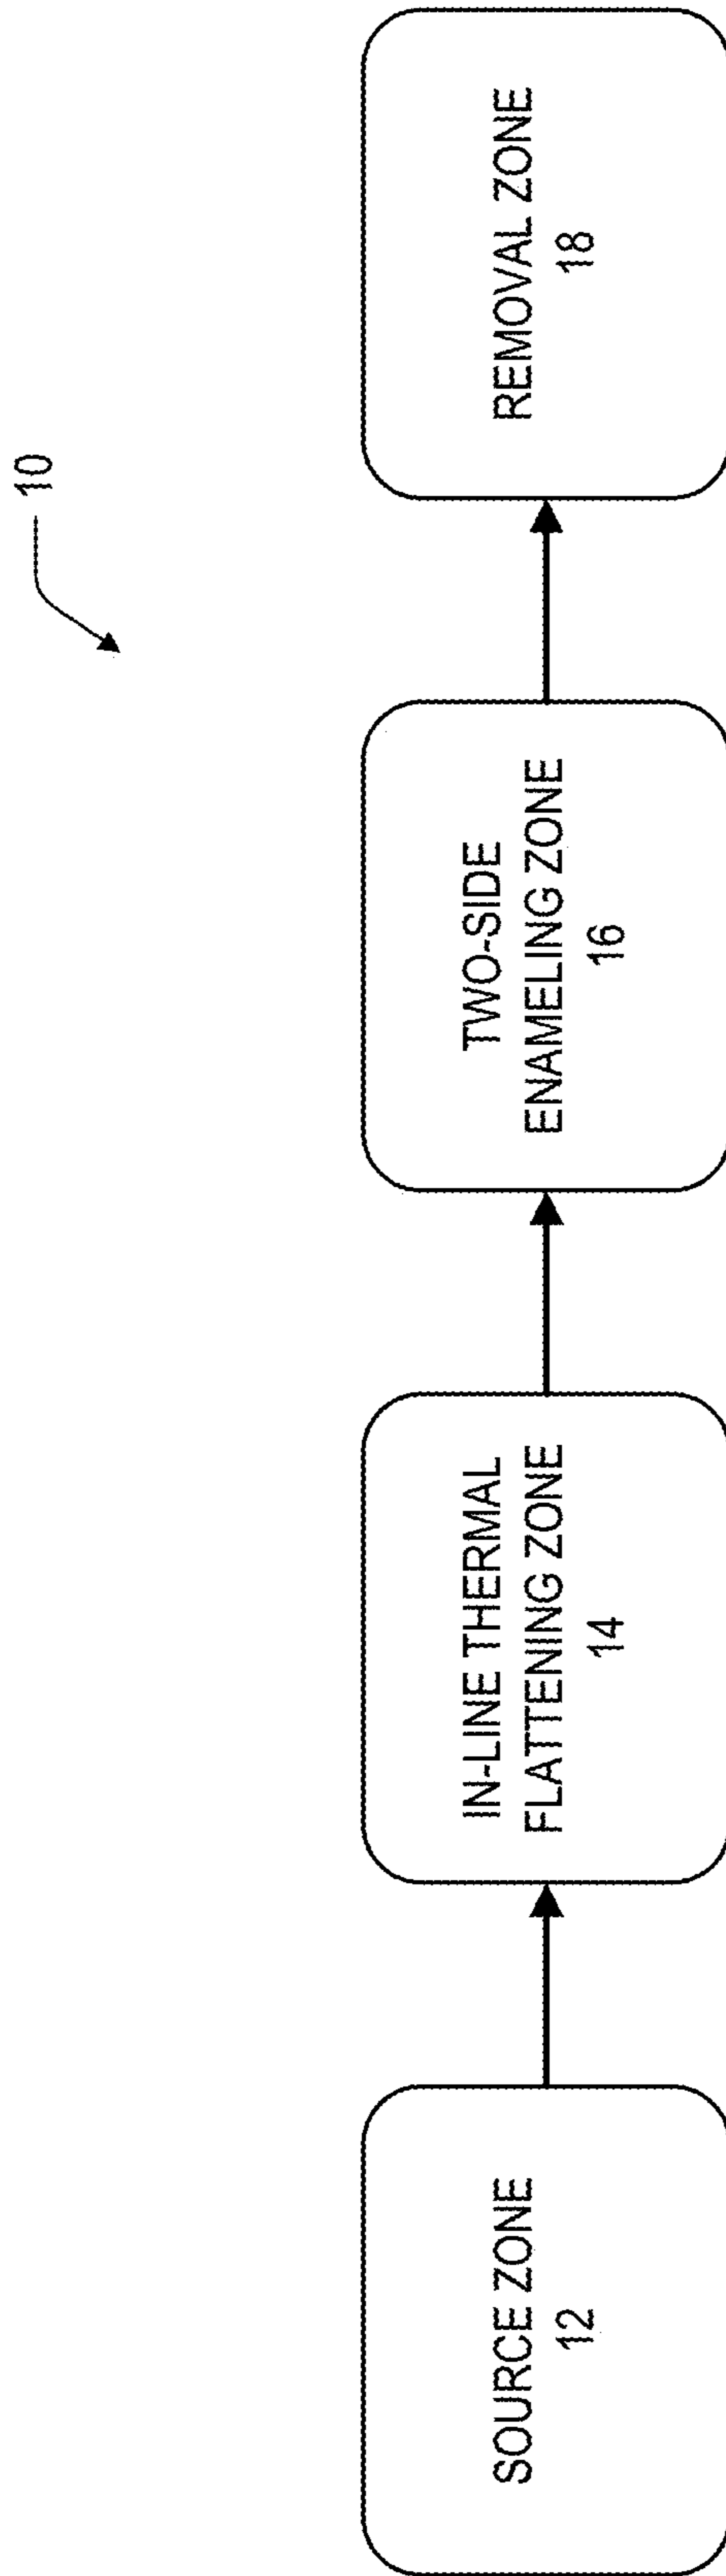 10
SOURCE ZONE
12
IN-LINE THERMAL
FLATTENING ZONE
14
TWO-SIDE
ENAMELING ZONE
16
REMOVAL ZONE
18